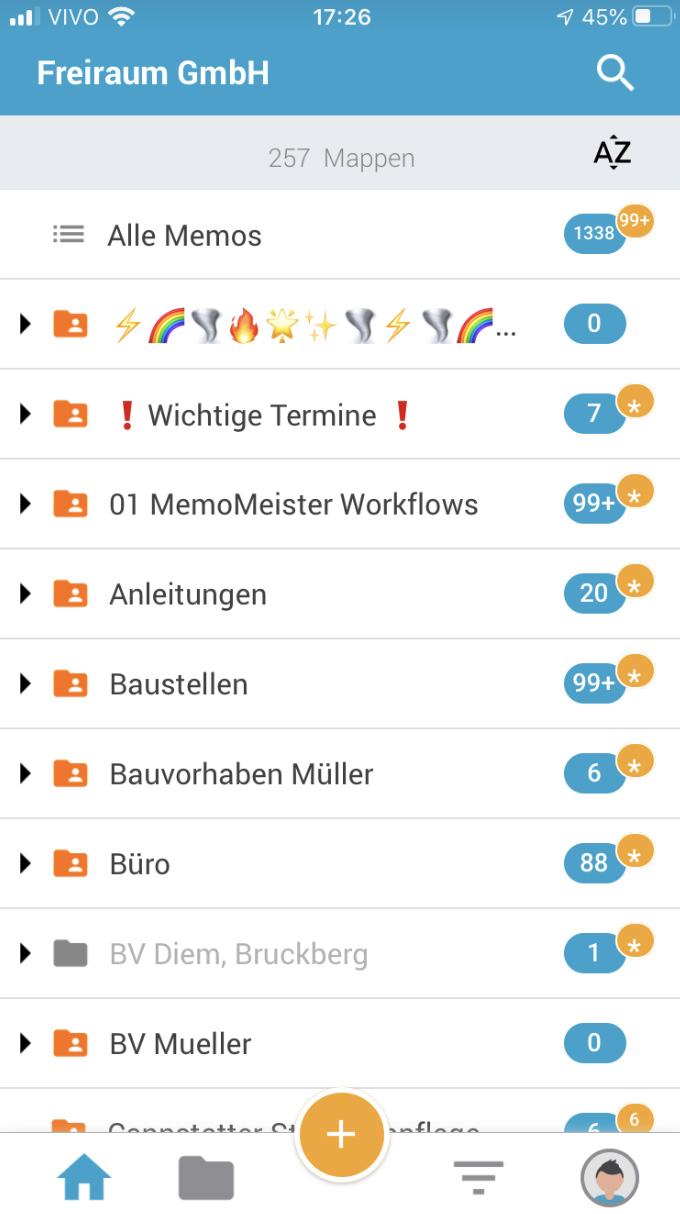 VIVO 17:26 45%
Freiraum GmbH
257 Mappen
AZ
Alle Memos 1338 99+
⚡🌈🌪🔥🌟✨🌪⚡🌪🌈... 0
❗ Wichtige Termine ❗ 7 *
01 MemoMeister Workflows 99+ *
Anleitungen 20 *
Baustellen 99+ *
Bauvorhaben Müller 6 *
Büro 88 *
BV Diem, Bruckberg 1 *
BV Mueller 0
6 6
+